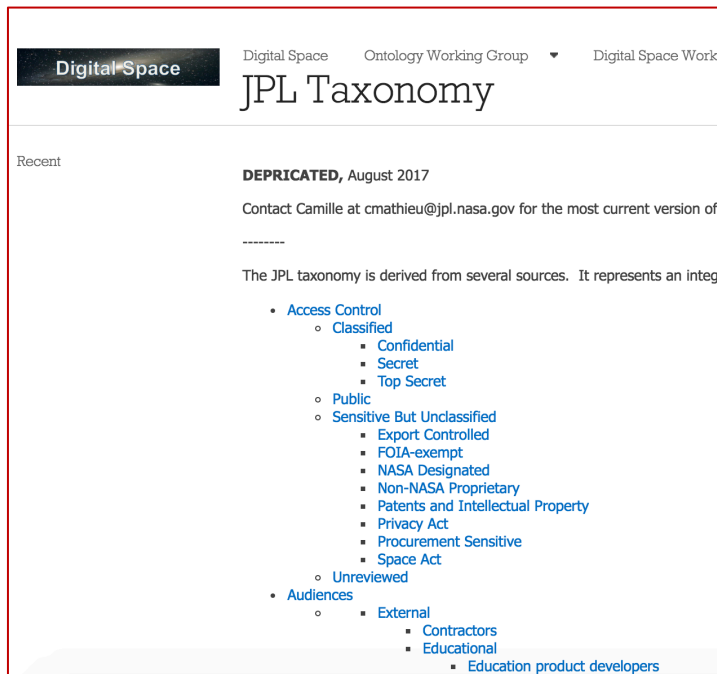 Digital Space
Digital Space Ontology Working Group Digital Space Work
JPL Taxonomy
Recent
DEPRICATED, August 2017
Contact Camille at cmathieu@jpl.nasa.gov for the most current version of
--------
The JPL taxonomy is derived from several sources. It represents an integ
Access Control
Classified
Confidential
Secret
Top Secret
Public
Sensitive But Unclassified
Export Controlled
FOIA-exempt
NASA Designated
Non-NASA Proprietary
Patents and Intellectual Property
Privacy Act
Procurement Sensitive
Space Act
Unreviewed
Audiences
External
Contractors
Educational
Education product developers